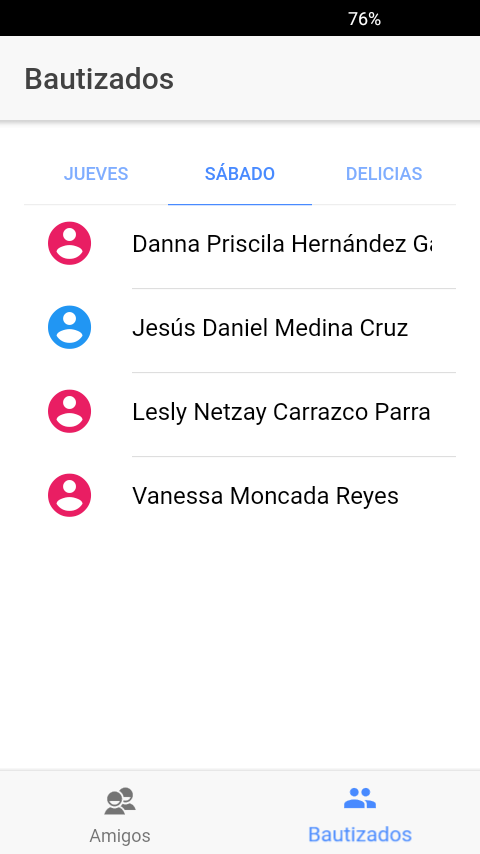 76%
Bautizados
JUEVES SÁBADO DELICIAS
Danna Priscila Hernández
Jesús Daniel Medina Cruz
Lesly Netzay Carrazco Parra
Vanessa Moncada Reyes
Amigos Bautizados